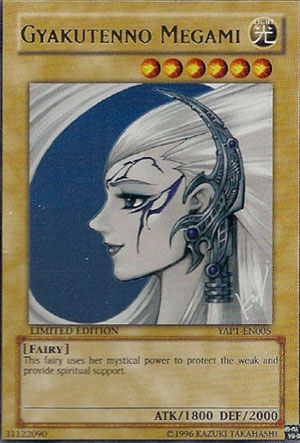 GYAKUTENNO MEGAMI
LIGHT
光
LIMITED EDITION
YAP1-EN005
[FAIRY]
This fairy uses her mystical power to protect the weak and
provide spiritual support.
ATK/1800 DEF/2000
31122090
©1996 KAZUKI TAKAHASHI